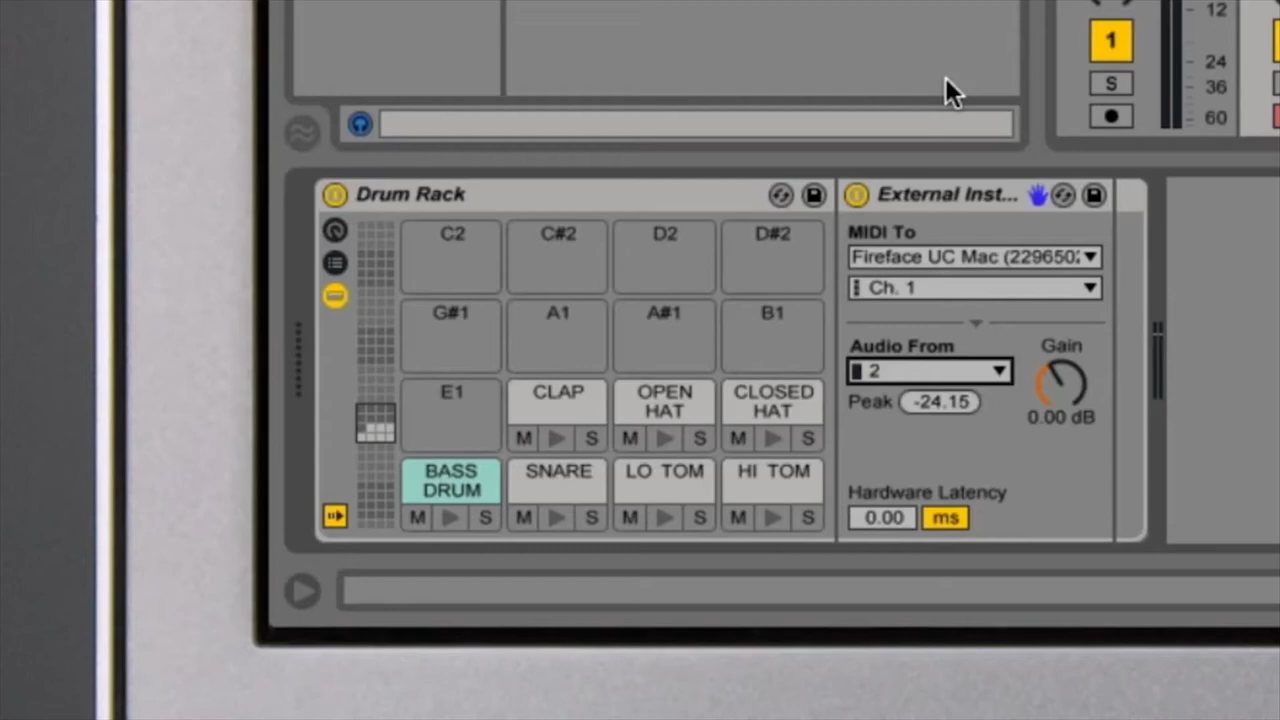 12
1
24
S
36
60
Drum Rack
External Inst...
C2
C#2
D2
D#2
MIDI To
Fireface UC Mac (2296502
Ch. 1
G#1
A1
A#1
B1
Audio From
Gain
2
Peak
-24.15
0.00 dB
E1
CLAP
OPEN
HAT
CLOSED
HAT
M
S
M
S
M
S
BASS
DRUM
SNARE
LO TOM
HI TOM
M
S
M
S
M
S
M
S
Hardware Latency
0.00
ms